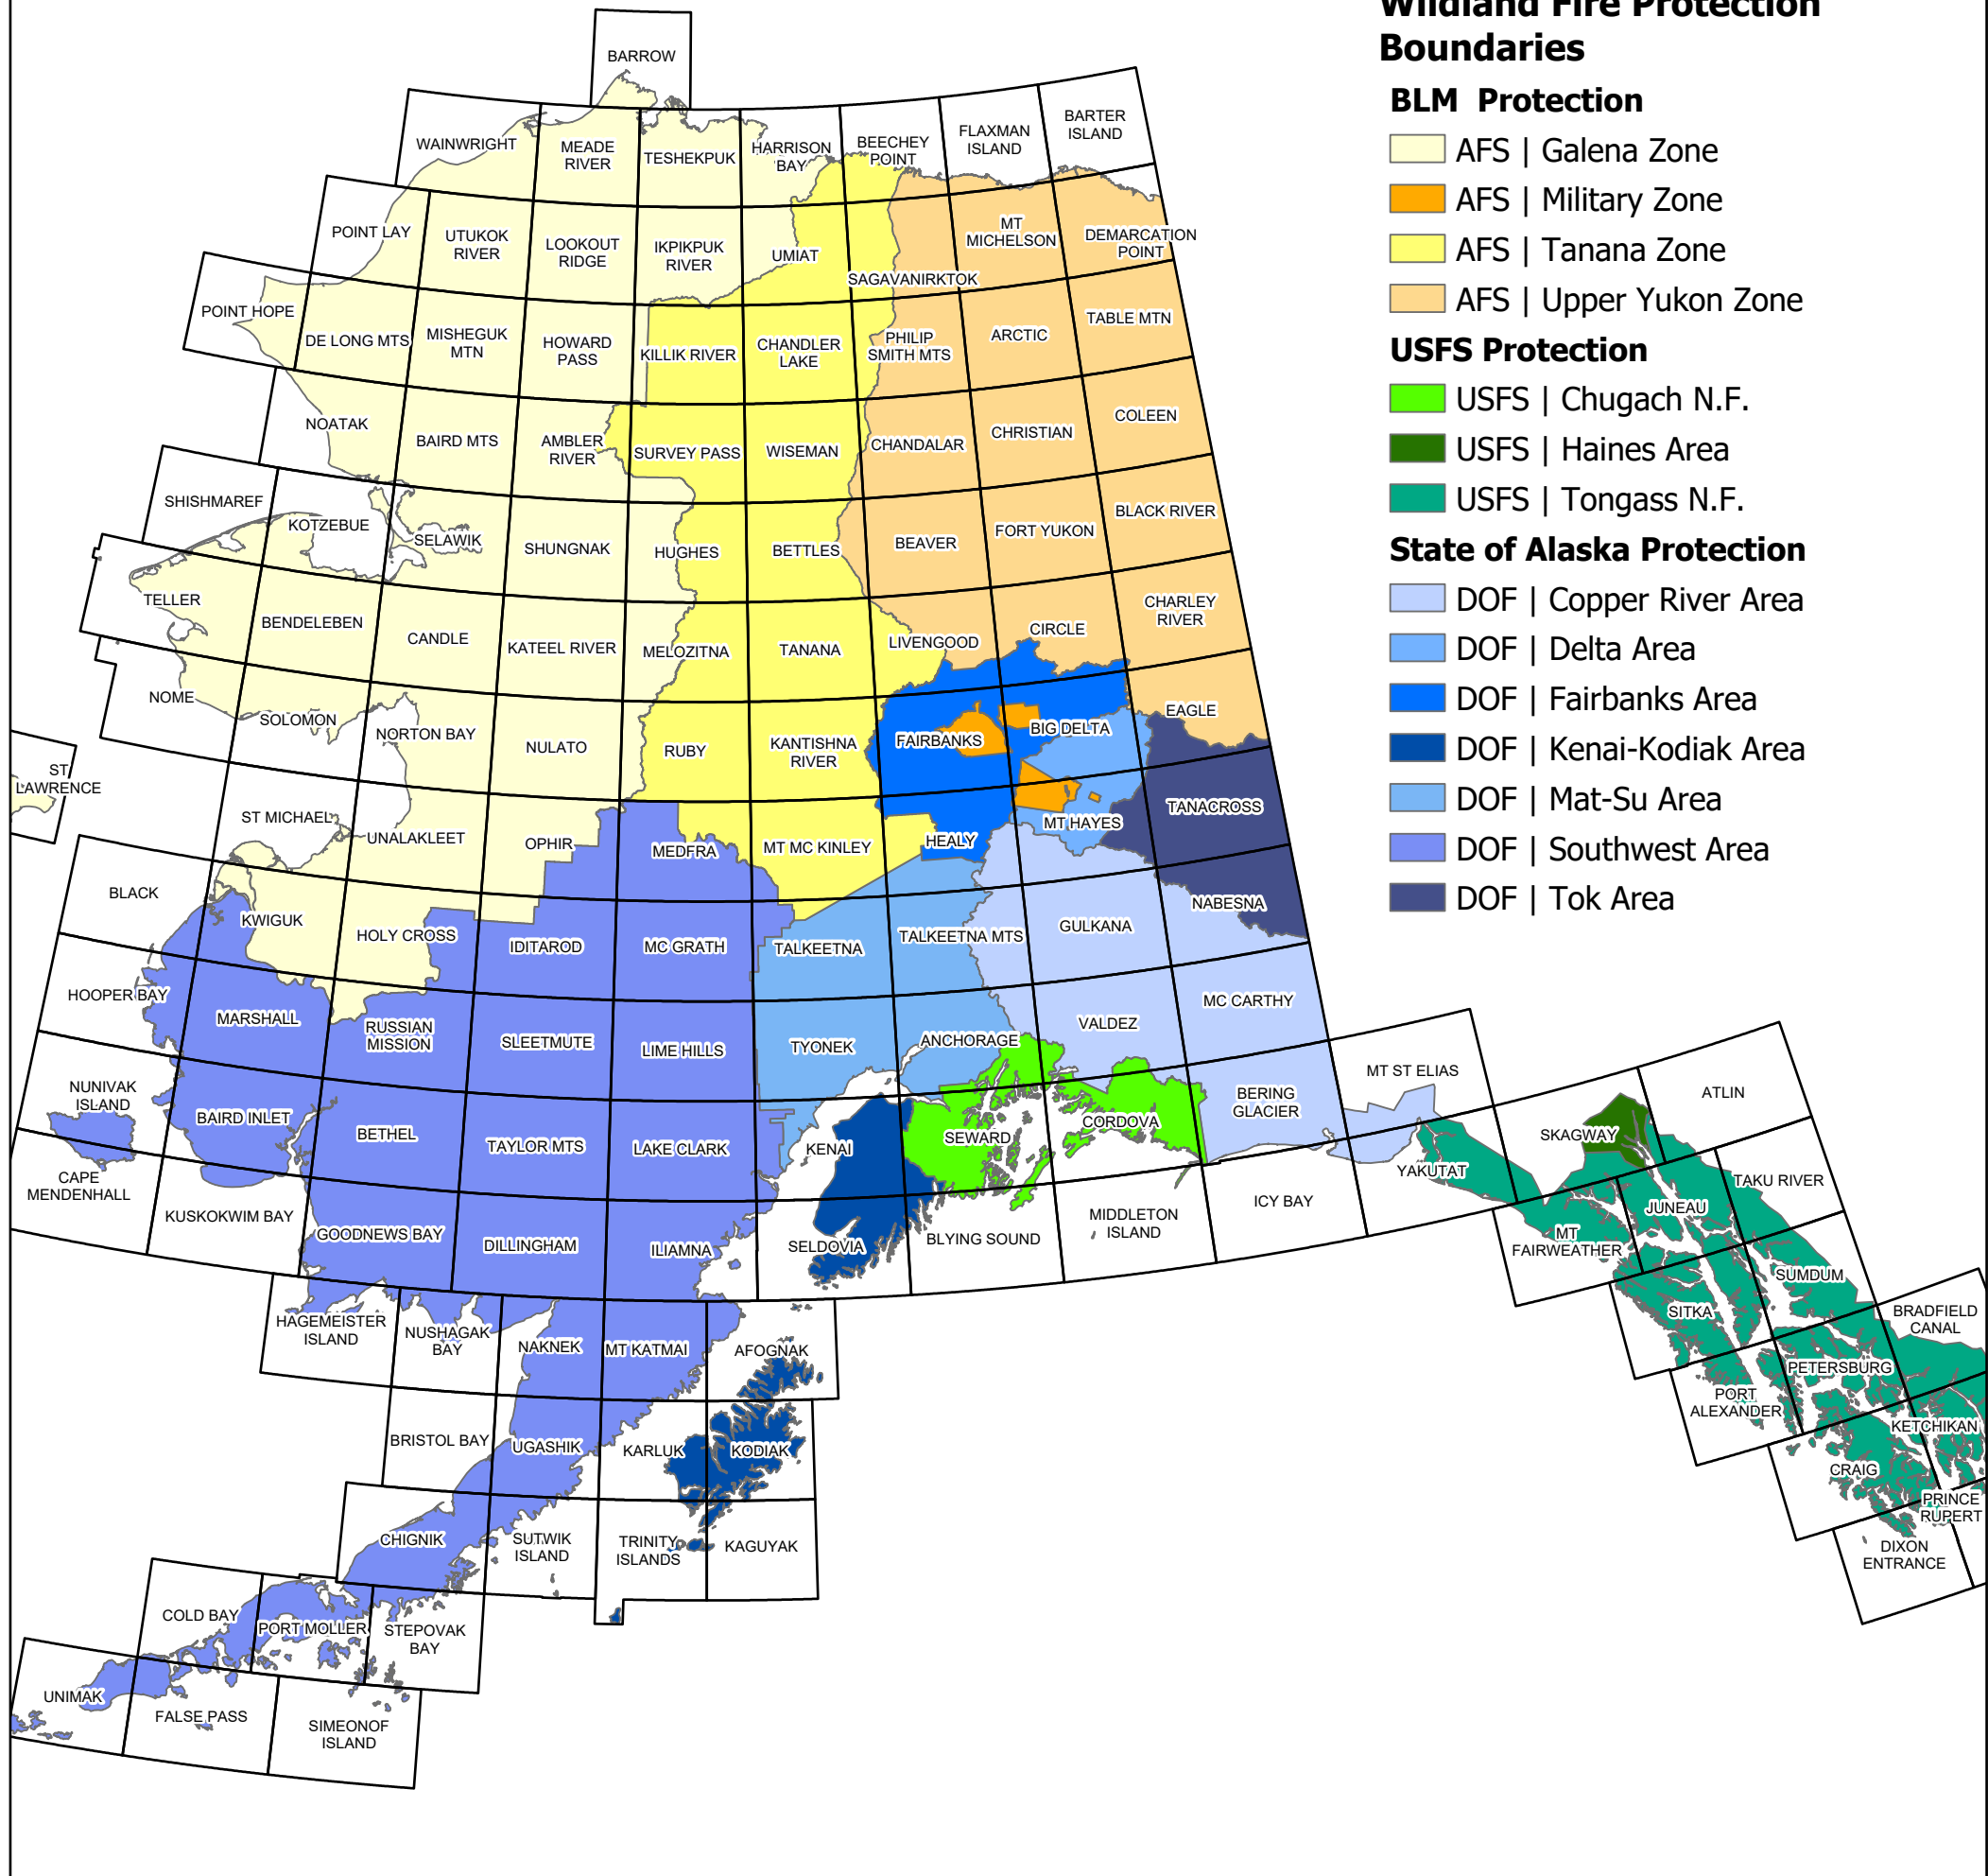 Wildland Fire Protection
Boundaries
BLM Protection
AFS | Galena Zone
AFS | Military Zone
AFS | Tanana Zone
AFS | Upper Yukon Zone
USFS Protection
USFS | Chugach N.F.
USFS | Haines Area
USFS | Tongass N.F.
State of Alaska Protection
DOF | Copper River Area
DOF | Delta Area
DOF | Fairbanks Area
DOF | Kenai-Kodiak Area
DOF | Mat-Su Area
DOF | Southwest Area
DOF | Tok Area
BARROW
WAINWRIGHT
MEADE
RIVER
TESHEKPUK
HARRISON
BAY
BEECHEY
POINT
FLAXMAN
ISLAND
BARTER
ISLAND
POINT LAY
UTUKOK
RIVER
LOOKOUT
RIDGE
IKPIKPUK
RIVER
UMIAT
SAGAVANIRKTOK
MT
MICHELSON
DEMARCATION
POINT
POINT HOPE
DE LONG MTS
MISHEGUK
MTN
HOWARD
PASS
KILLIK RIVER
CHANDLER
LAKE
PHILIP
SMITH MTS
ARCTIC
TABLE MTN
NOATAK
BAIRD MTS
AMBLER
RIVER
SURVEY PASS
WISEMAN
CHANDALAR
CHRISTIAN
COLEEN
SHISHMAREF
KOTZEBUE
SELAWIK
SHUNGNAK
HUGHES
BETTLES
BEAVER
FORT YUKON
BLACK RIVER
TELLER
BENDELEBEN
CANDLE
KATEEL RIVER
MELOZITNA
TANANA
LIVENGOOD
CIRCLE
CHARLEY
RIVER
NOME
SOLOMON
NORTON BAY
NULATO
RUBY
KANTISHNA
RIVER
FAIRBANKS
BIG DELTA
EAGLE
ST
LAWRENCE
ST MICHAEL
UNALAKLEET
OPHIR
MEDFRA
MT MC KINLEY
HEALY
MT HAYES
TANACROSS
BLACK
KWIGUK
HOLY CROSS
IDITAROD
MC GRATH
TALKEETNA
TALKEETNA MTS
GULKANA
NABESNA
HOOPER BAY
MARSHALL
RUSSIAN
MISSION
SLEETMUTE
LIME HILLS
TYONEK
ANCHORAGE
VALDEZ
MC CARTHY
NUNIVAK
ISLAND
BAIRD INLET
BETHEL
TAYLOR MTS
LAKE CLARK
KENAI
SEWARD
CORDOVA
BERING
GLACIER
MT ST ELIAS
CAPE
MENDENHALL
KUSKOKWIM BAY
GOODNEWS BAY
DILLINGHAM
ILIAMNA
SELDOVIA
BLYING SOUND
MIDDLETON
ISLAND
ICY BAY
YAKUTAT
SKAGWAY
ATLIN
MT
FAIRWEATHER
JUNEAU
TAKU RIVER
HAGEMEISTER
ISLAND
NUSHAGAK
BAY
NAKNEK
MT KATMAI
AFOGNAK
SITKA
SUMDUM
BRADFIELD
CANAL
BRISTOL BAY
UGASHIK
KARLUK
KODIAK
PORT
ALEXANDER
PETERSBURG
KETCHIKAN
CHIGNIK
SUTWIK
ISLAND
TRINITY
ISLANDS
KAGUYAK
CRAIG
PRINCE
RUPERT
DIXON
ENTRANCE
COLD BAY
PORT MOLLER
STEPOVAK
BAY
UNIMAK
FALSE PASS
SIMEONOF
ISLAND